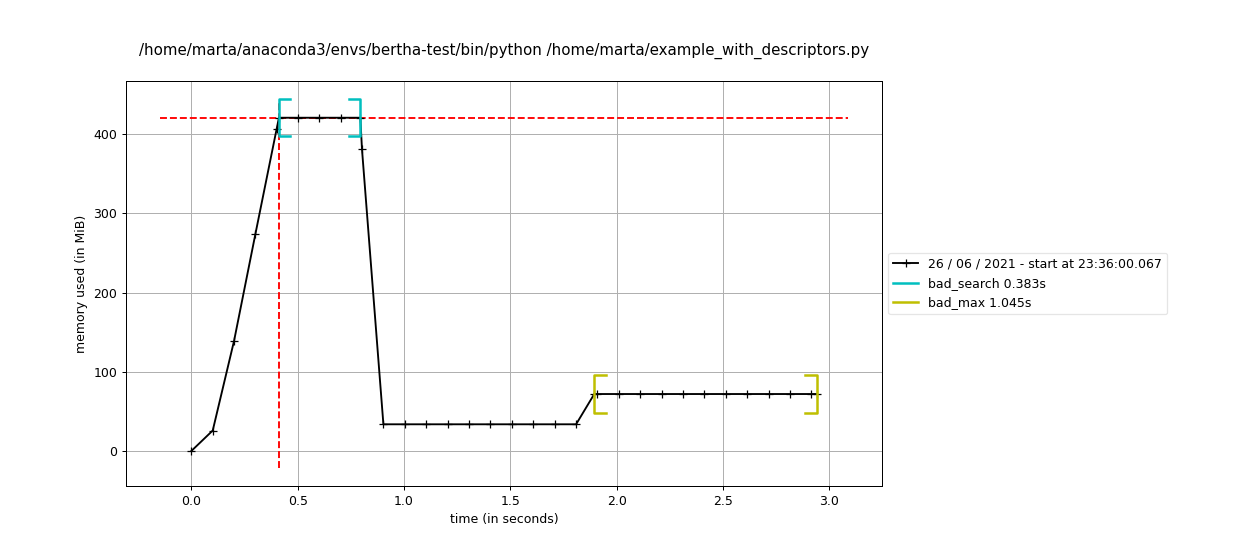 /home/marta/anaconda3/envs/bertha-test/bin/python /home/marta/example_with_descriptors.py
memory used (in MiB)
400
300
200
100
0
0.0 0.5 1.0 1.5 2.0 2.5 3.0
time (in seconds)
26 / 06 / 2021 - start at 23:36:00.067
bad_search 0.383s
bad_max 1.045s